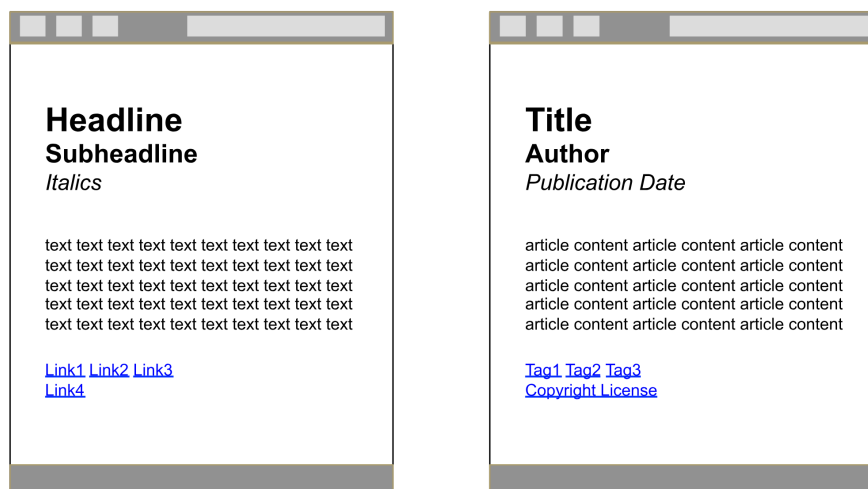 Headline
Subheadline
Italics
text text text text text text text text text text
text text text text text text text text text text
text text text text text text text text text text
text text text text text text text text text text
text text text text text text text text text text
Link1 Link2 Link3
Link4
Title
Author
Publication Date
article content article content article content
article content article content article content
article content article content article content
article content article content article content
article content article content article content
Tag1 Tag2 Tag3
Copyright License